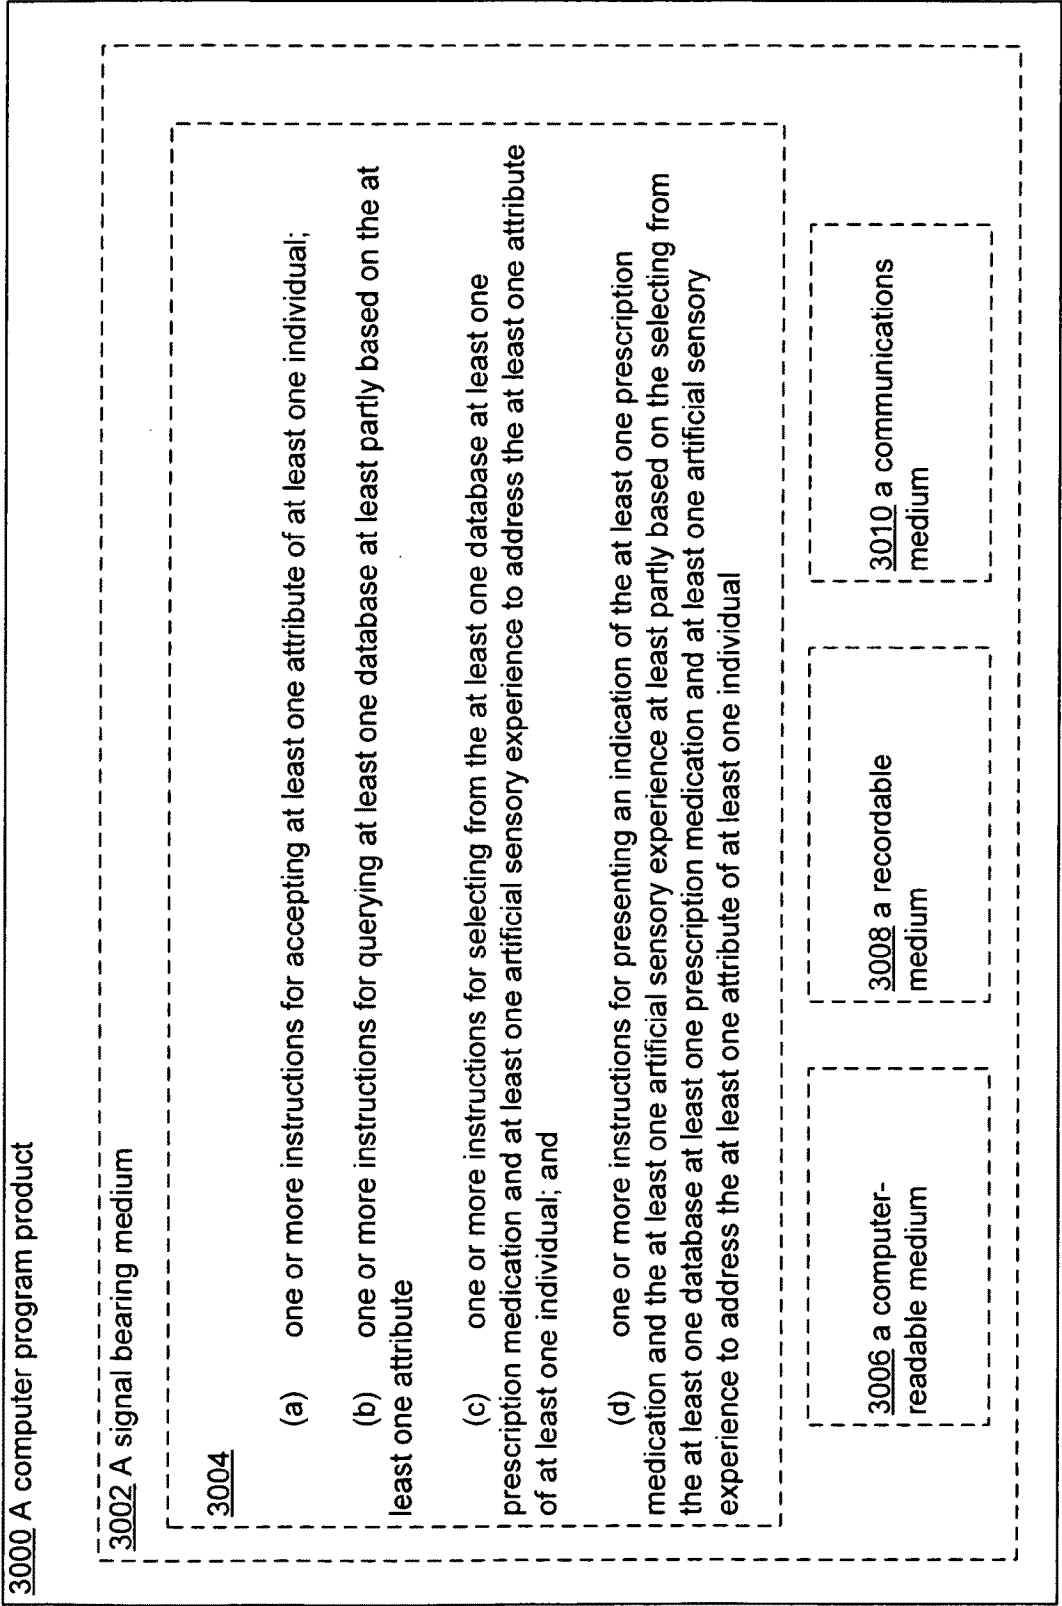 3000 A computer program product
3002 A signal bearing medium
3004
(a) one or more instructions for accepting at least one attribute of at least one individual;
(b) one or more instructions for querying at least one database at least partly based on the at
least one attribute
(c) one or more instructions for selecting from the at least one database at least one
prescription medication and at least one artificial sensory experience to address the at least one attribute
of at least one individual; and
(d) one or more instructions for presenting an indication of the at least one prescription
medication and the at least one artificial sensory experience at least partly based on the selecting from
the at least one database at least one prescription medication and at least one artificial sensory
experience to address the at least one attribute of at least one individual
3006 a computer-
readable medium
3008 a recordable
medium
3010 a communications
medium